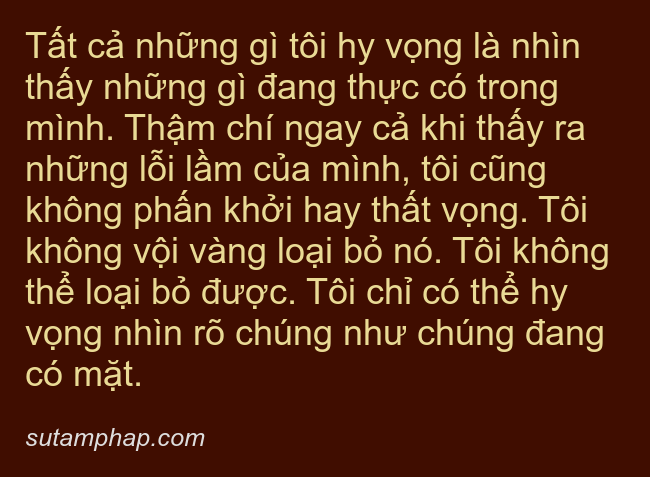 Tất cả những gì tôi hy vọng là nhìn
thấy những gì đang thực có trong
mình. Thậm chí ngay cả khi thấy ra
những lỗi lầm của mình, tôi cũng
không phấn khởi hay thất vọng. Tôi
không vội vàng loại bỏ nó. Tôi không
thể loại bỏ được. Tôi chỉ có thể hy
vọng nhìn rõ chúng như chúng đang
có mặt.
sutamphap.com